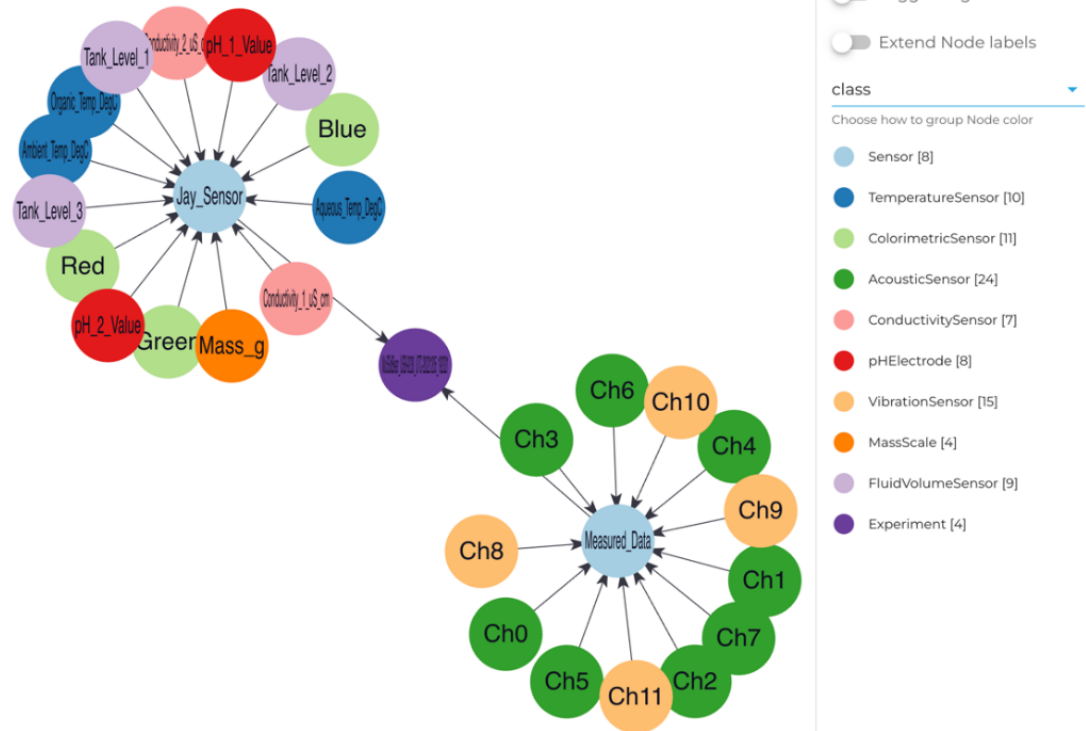 Extend Node labels
class
Choose how to group Node color
Sensor [8]
TemperatureSensor [10]
ColorimetricSensor [11]
AcousticSensor [24]
ConductivitySensor [7]
pHElectrode [8]
VibrationSensor [15]
MassScale [4]
FluidVolumeSensor [9]
Experiment [4]
Tank_Level_1
pH_1_Value
Tank_Level_2
Organic_Temp_DegC
Blue
Ambient_Temp_DegC
Jay_Sensor
Tank_Level_3
Aqueous_Temp_DegC
Red
Conductivity_1_uS_cm
pH_2_Value
Green
Mass_g
Ch6
Ch10
Ch3
Ch4
Ch9
Ch8
Measured_Data
Ch1
Ch0
Ch7
Ch5
Ch11
Ch2